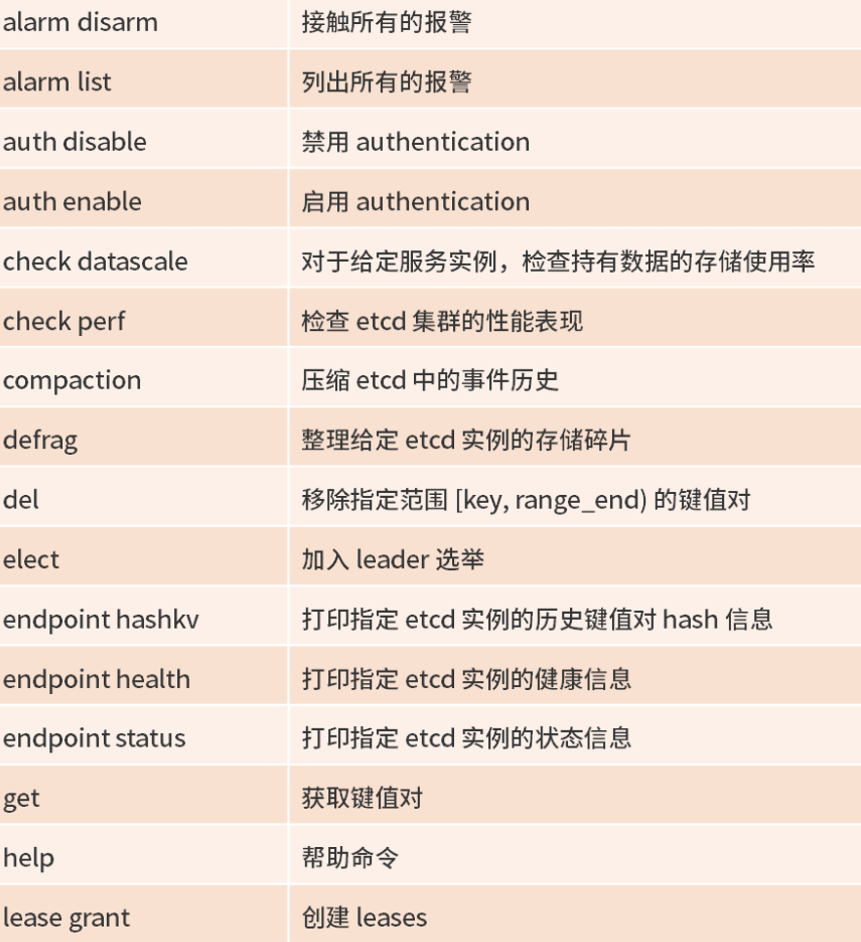 alarm disarm 接触所有的报警
alarm list 列出所有的报警
auth disable 禁用 authentication
auth enable 启用 authentication
check datascale 对于给定服务实例，检查持有数据的存储使用率
check perf 检查 etcd 集群的性能表现
compaction 压缩 etcd 中的事件历史
defrag 整理给定 etcd 实例的存储碎片
del 移除指定范围 [key, range_end) 的键值对
elect 加入 leader 选举
endpoint hashkv 打印指定 etcd 实例的历史键值对 hash 信息
endpoint health 打印指定 etcd 实例的健康信息
endpoint status 打印指定 etcd 实例的状态信息
get 获取键值对
help 帮助命令
lease grant 创建 leases